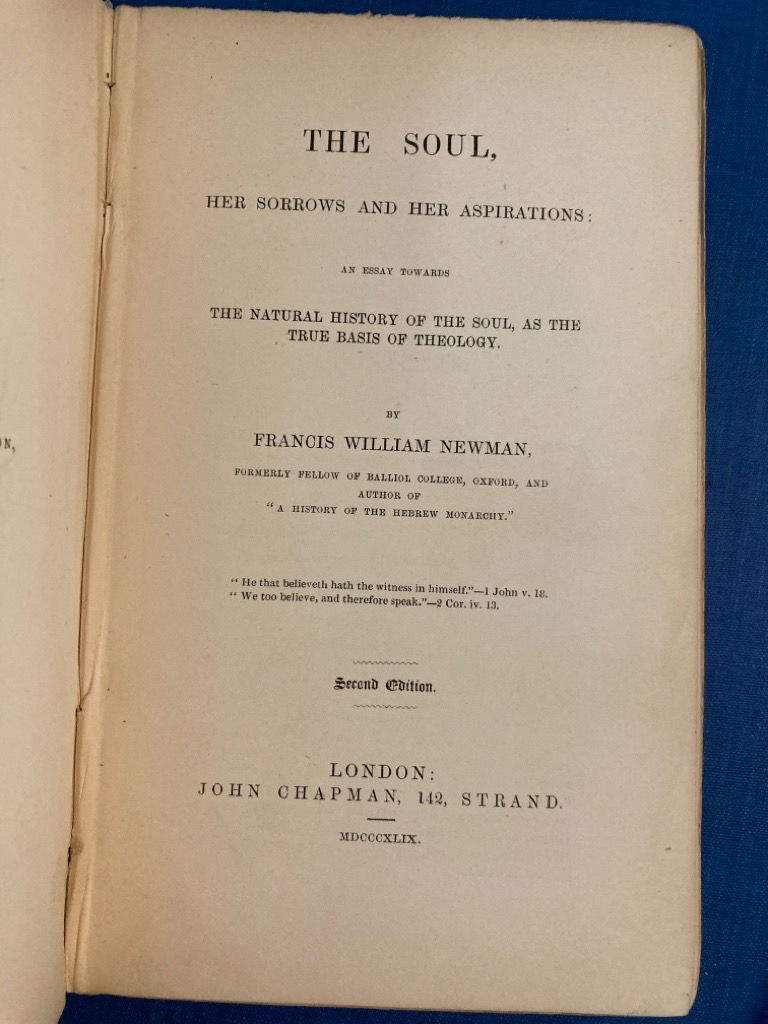 THE SOUL,
HER SORROWS AND HER ASPIRATIONS:
AN ESSAY TOWARDS
THE NATURAL HISTORY OF THE SOUL, AS THE
TRUE BASIS OF THEOLOGY.
BY
FRANCIS WILLIAM NEWMAN,
FORMERLY FELLOW OF BALLIOL COLLEGE, OXFORD, AND
AUTHOR OF
"A HISTORY OF THE HEBREW MONARCHY."
"He that believeth hath the witness in himself."—1 John v. 18.
"We too believe, and therefore speak."—2 Cor. iv. 13.
Second Edition.
LONDON:
JOHN CHAPMAN, 142, STRAND.
MDCCCXLIX.